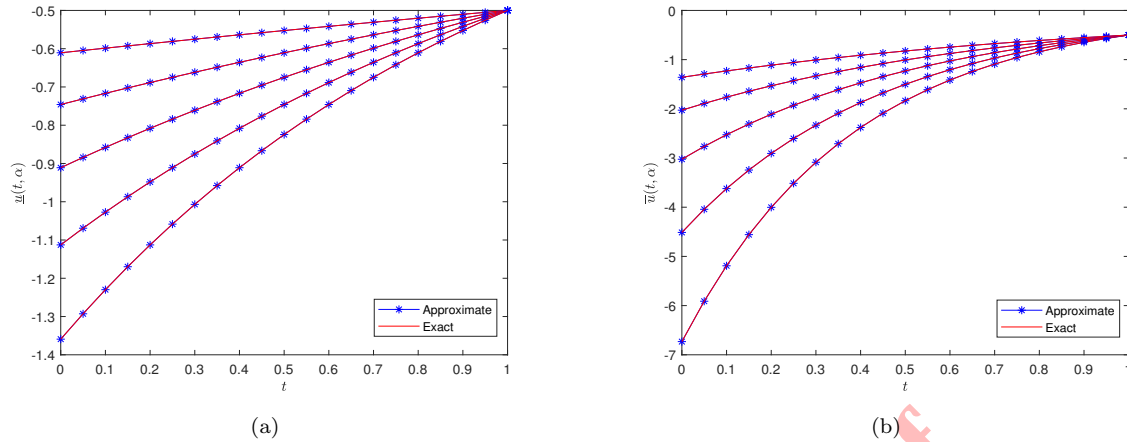 -0.5
-0.6
-0.7
-0.8
-0.9
-1
-1.1
-1.2
-1.3
-1.4
u(t, α)
0 0.1 0.2 0.3 0.4 0.5 0.6 0.7 0.8 0.9 1
t
Approximate
Exact
(a)
0
-1
-2
-3
-4
-5
-6
-7
u(t, α)
0 0.1 0.2 0.3 0.4 0.5 0.6 0.7 0.8 0.9 1
t
Approximate
Exact
(b)
f